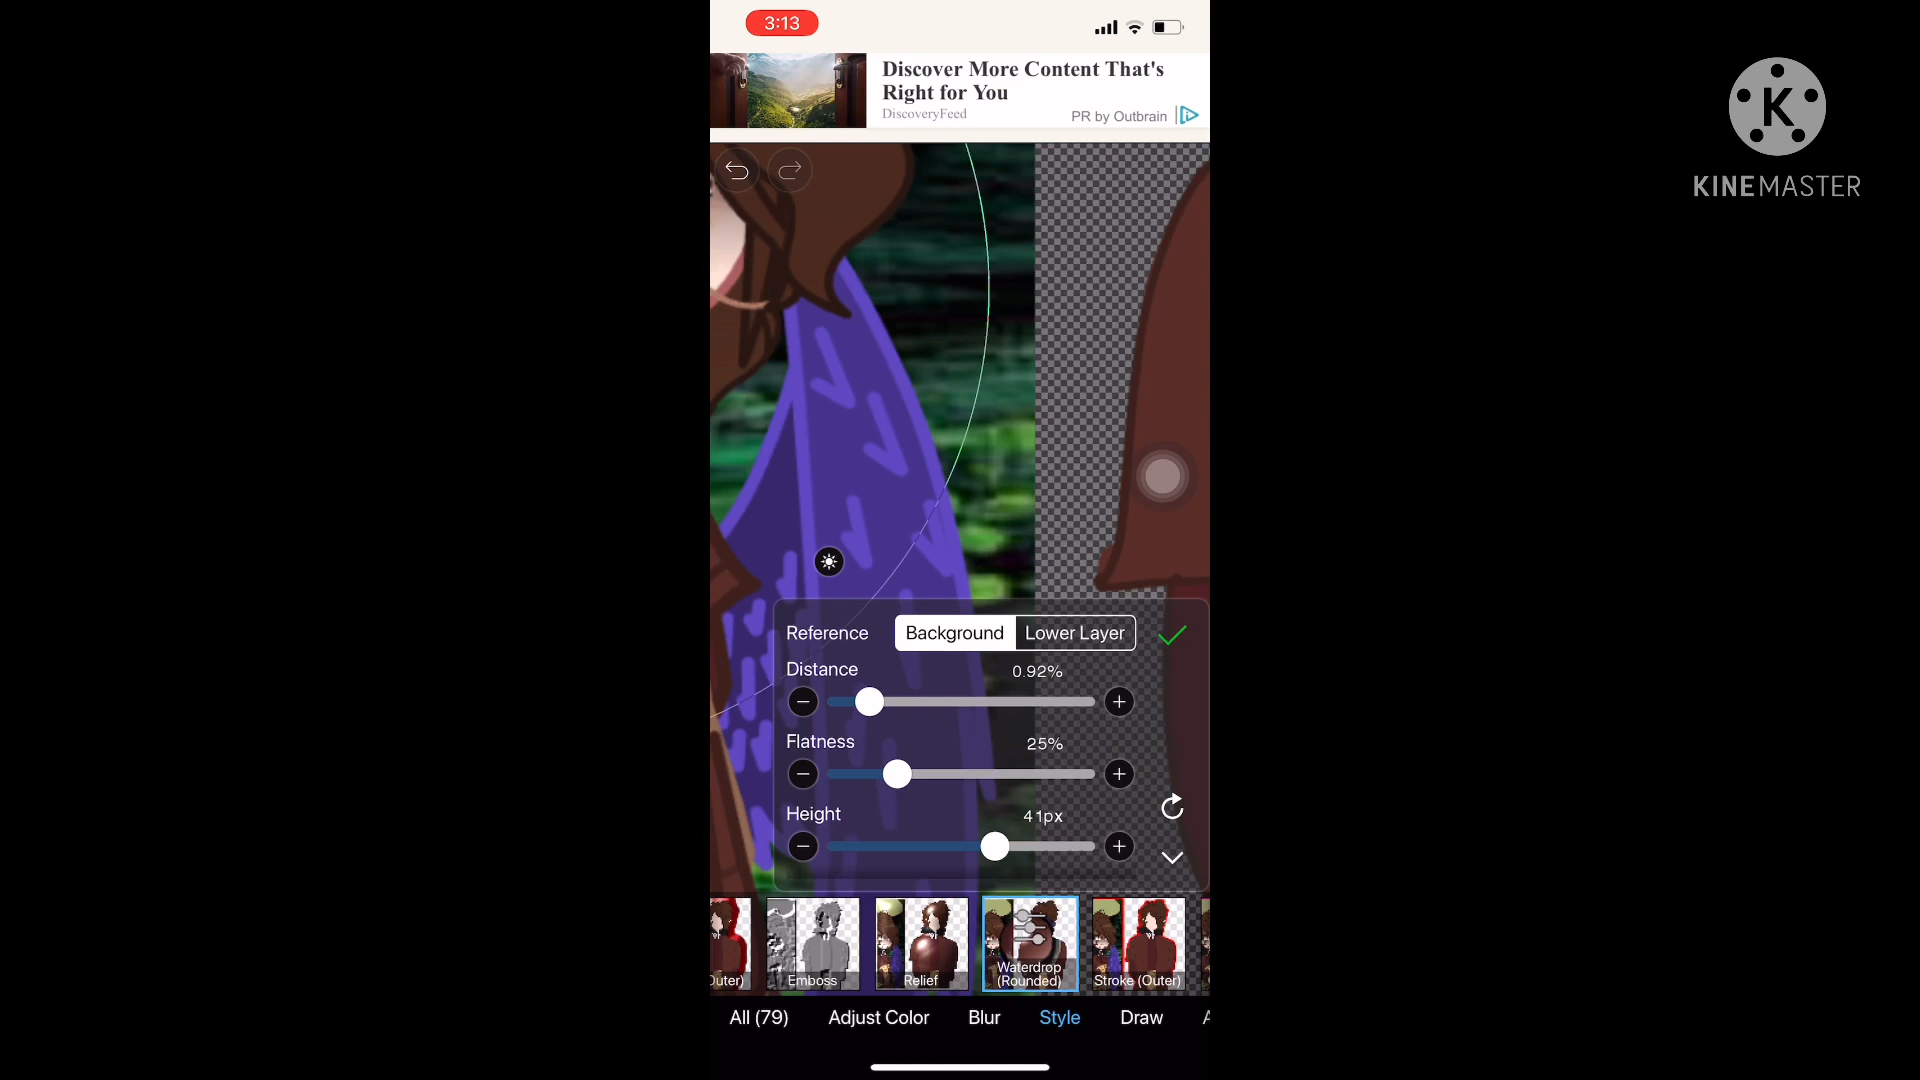 3:13
Discover More Content That's
Right for You
DiscoveryFeed
PR by Outbrain
K
KINEMASTER
Reference
Background
Lower Layer
Distance
0.92%
Flatness
25%
Height
41px
Outer)
Emboss
Relief
Waterdrop
(Rounded)
Stroke (Outer)
All (79)
Adjust Color
Blur
Style
Draw